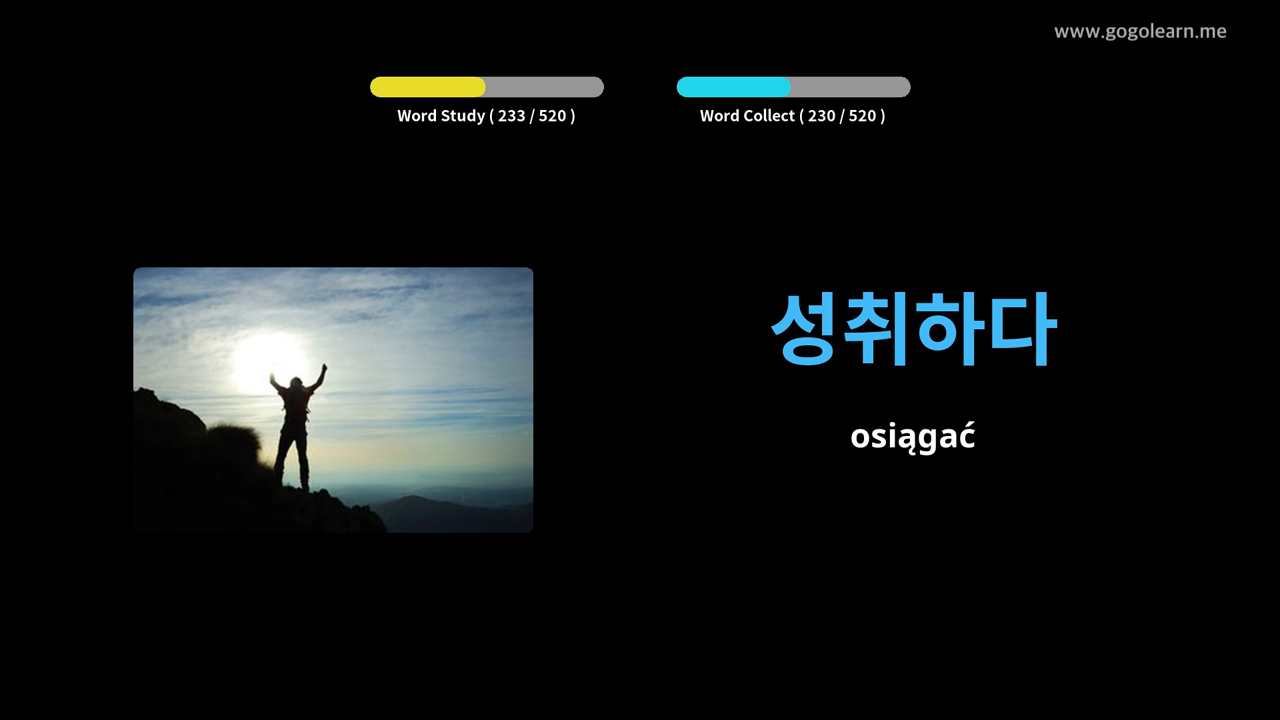 www.gogolearn.me
Word Study ( 233 / 520 )
Word Collect ( 230 / 520 )
성취하다
osiągać